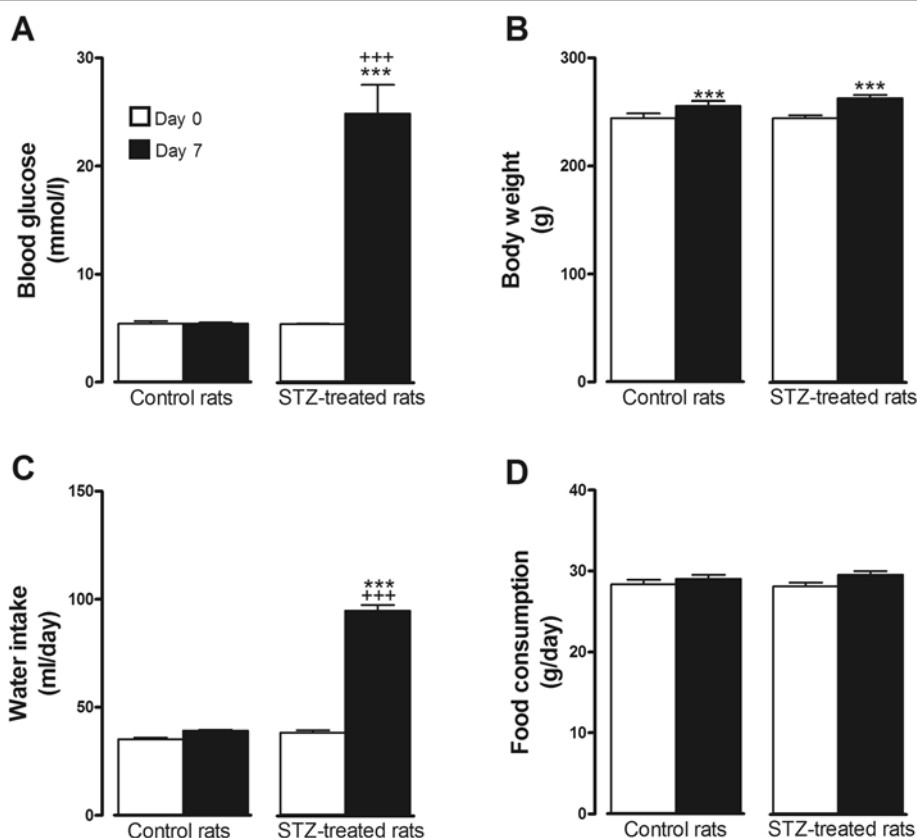 A
Blood glucose
(mmol/l)
30
20
10
0
Day 0
Day 7
+++
***
Control rats
STZ-treated rats
B
Body weight
(g)
300
200
100
0
***
***
Control rats
STZ-treated rats
C
Water intake
(ml/day)
150
100
50
0
***
+++
Control rats
STZ-treated rats
D
Food consumption
(g/day)
40
30
20
10
0
Control rats
STZ-treated rats